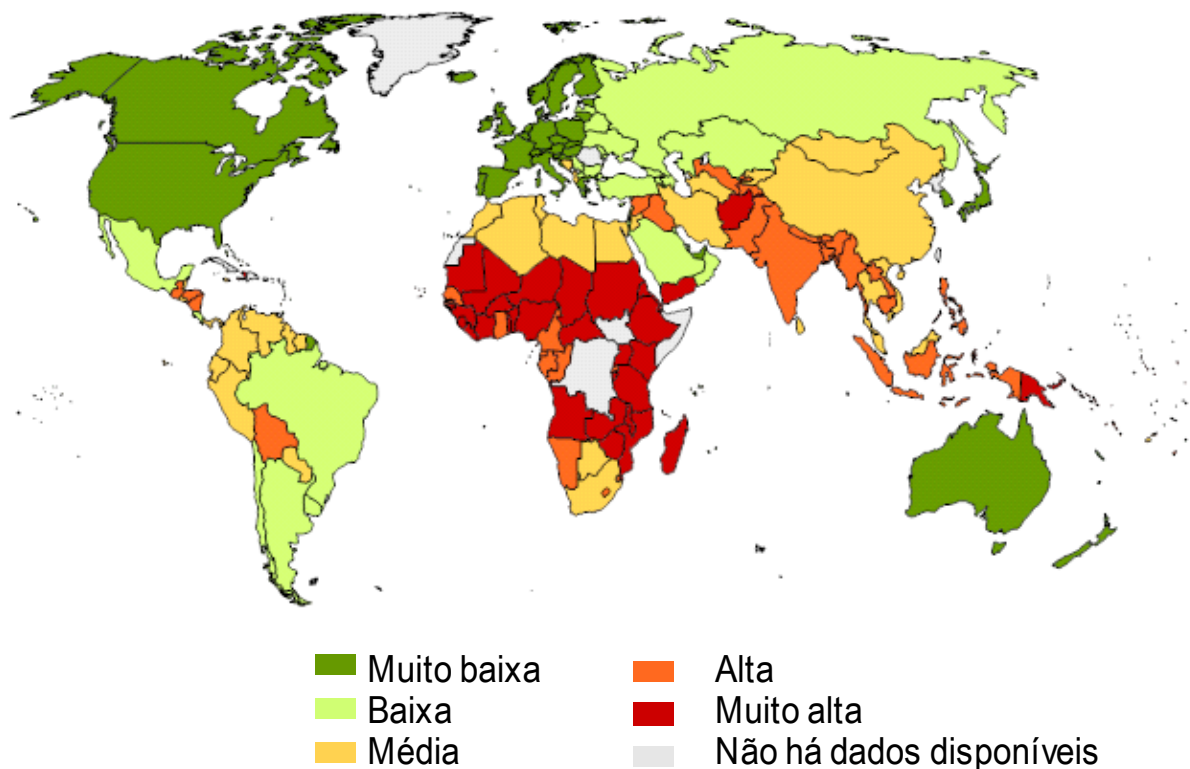 Muito baixa
Baixa
Média
Alta
Muito alta
Não há dados disponíveis